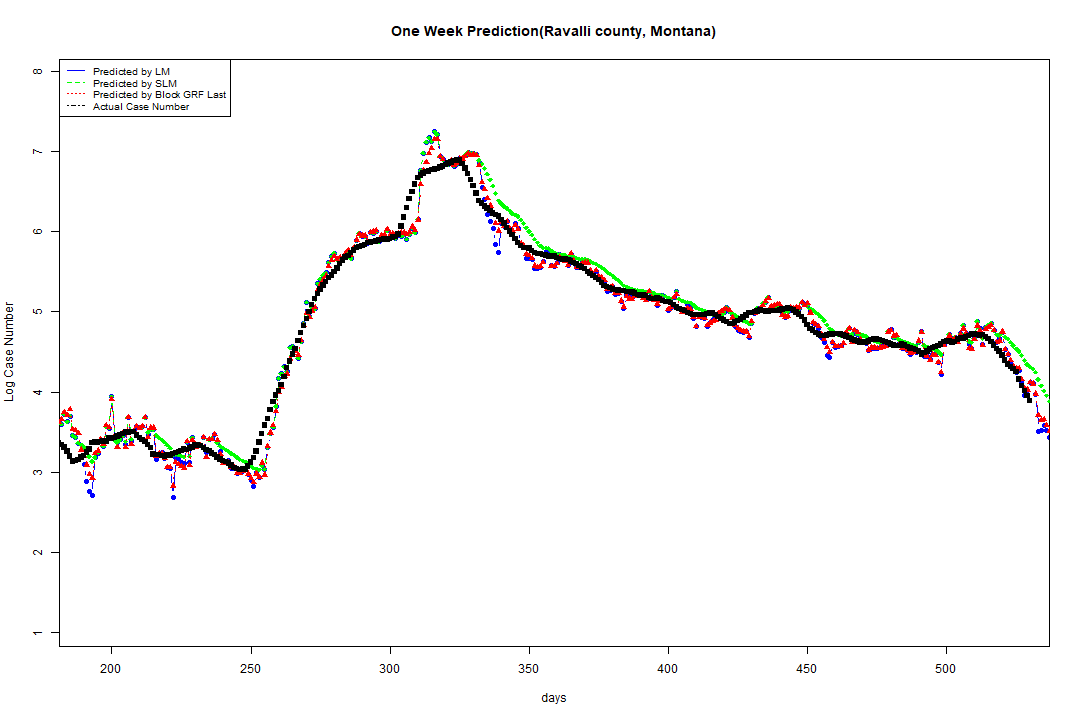 One Week Prediction(Ravalli county, Montana)
Predicted by LM
Predicted by SLM
Predicted by Block GRF Last
Actual Case Number
8
7
6
5
4
3
2
1
Log Case Number
200 250 300 350 400 450 500
days